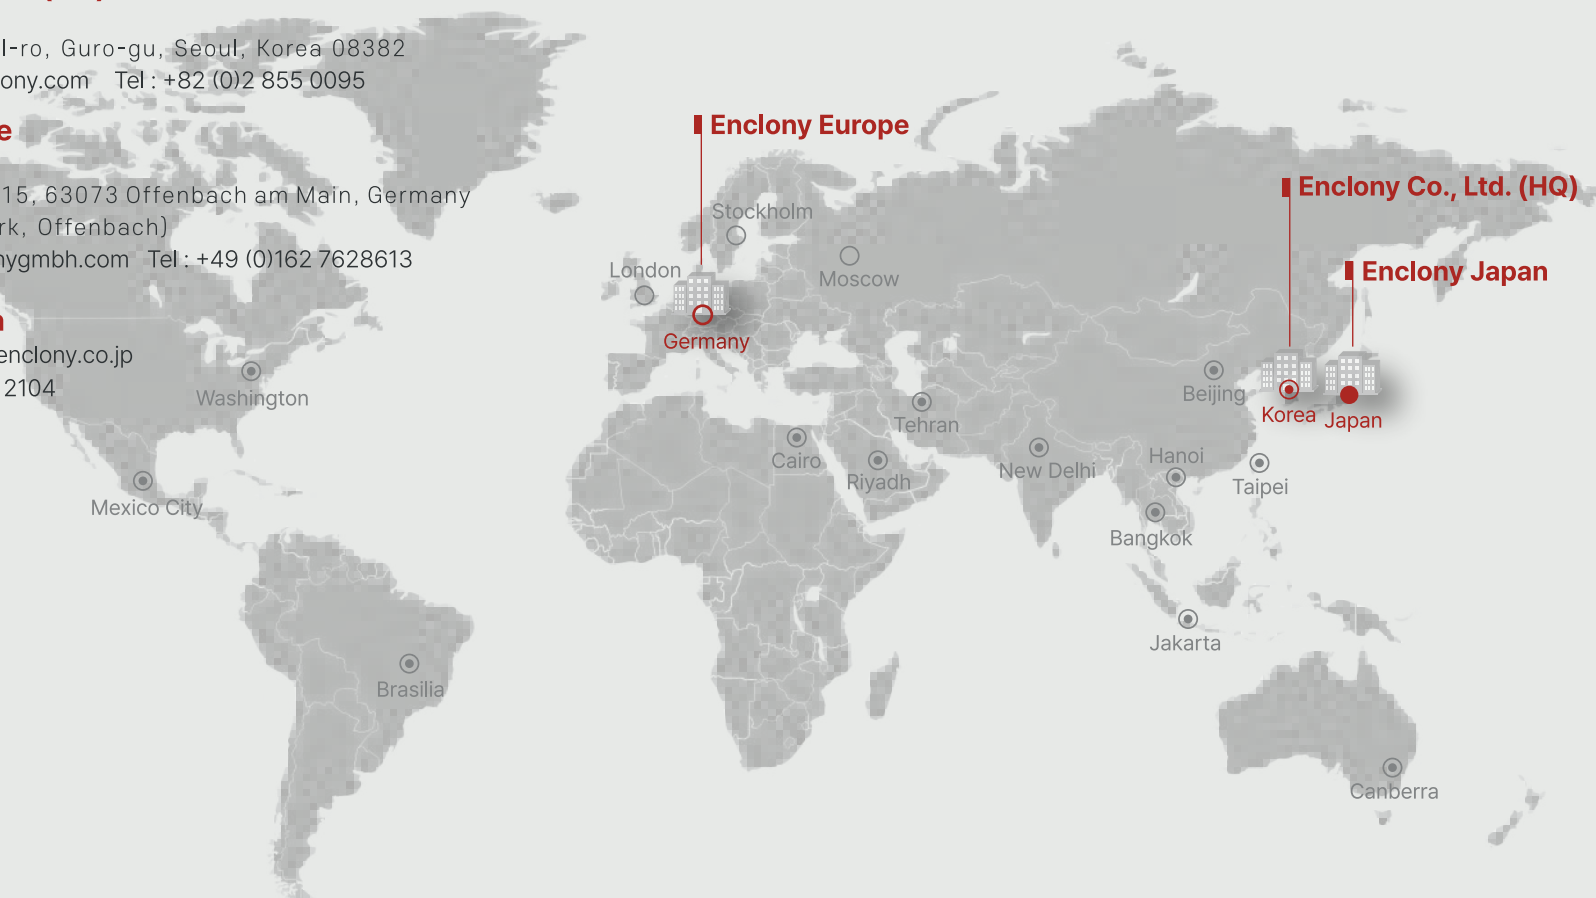 l-ro, Guro-gu, Seoul, Korea 08382
ony.com Tel : +82 (0)2 855 0095
e
15, 63073 Offenbach am Main, Germany
rk, Offenbach)
nygmbh.com Tel : +49 (0)162 7628613
enclony.co.jp
2104
Enclony Europe
Enclony Co., Ltd. (HQ)
Enclony Japan
Stockholm
London
Moscow
Germany
Washington
Beijing
Korea
Japan
Tehran
Cairo
Riyadh
New Delhi
Hanoi
Taipei
Mexico City
Bangkok
Jakarta
Brasilia
Canberra